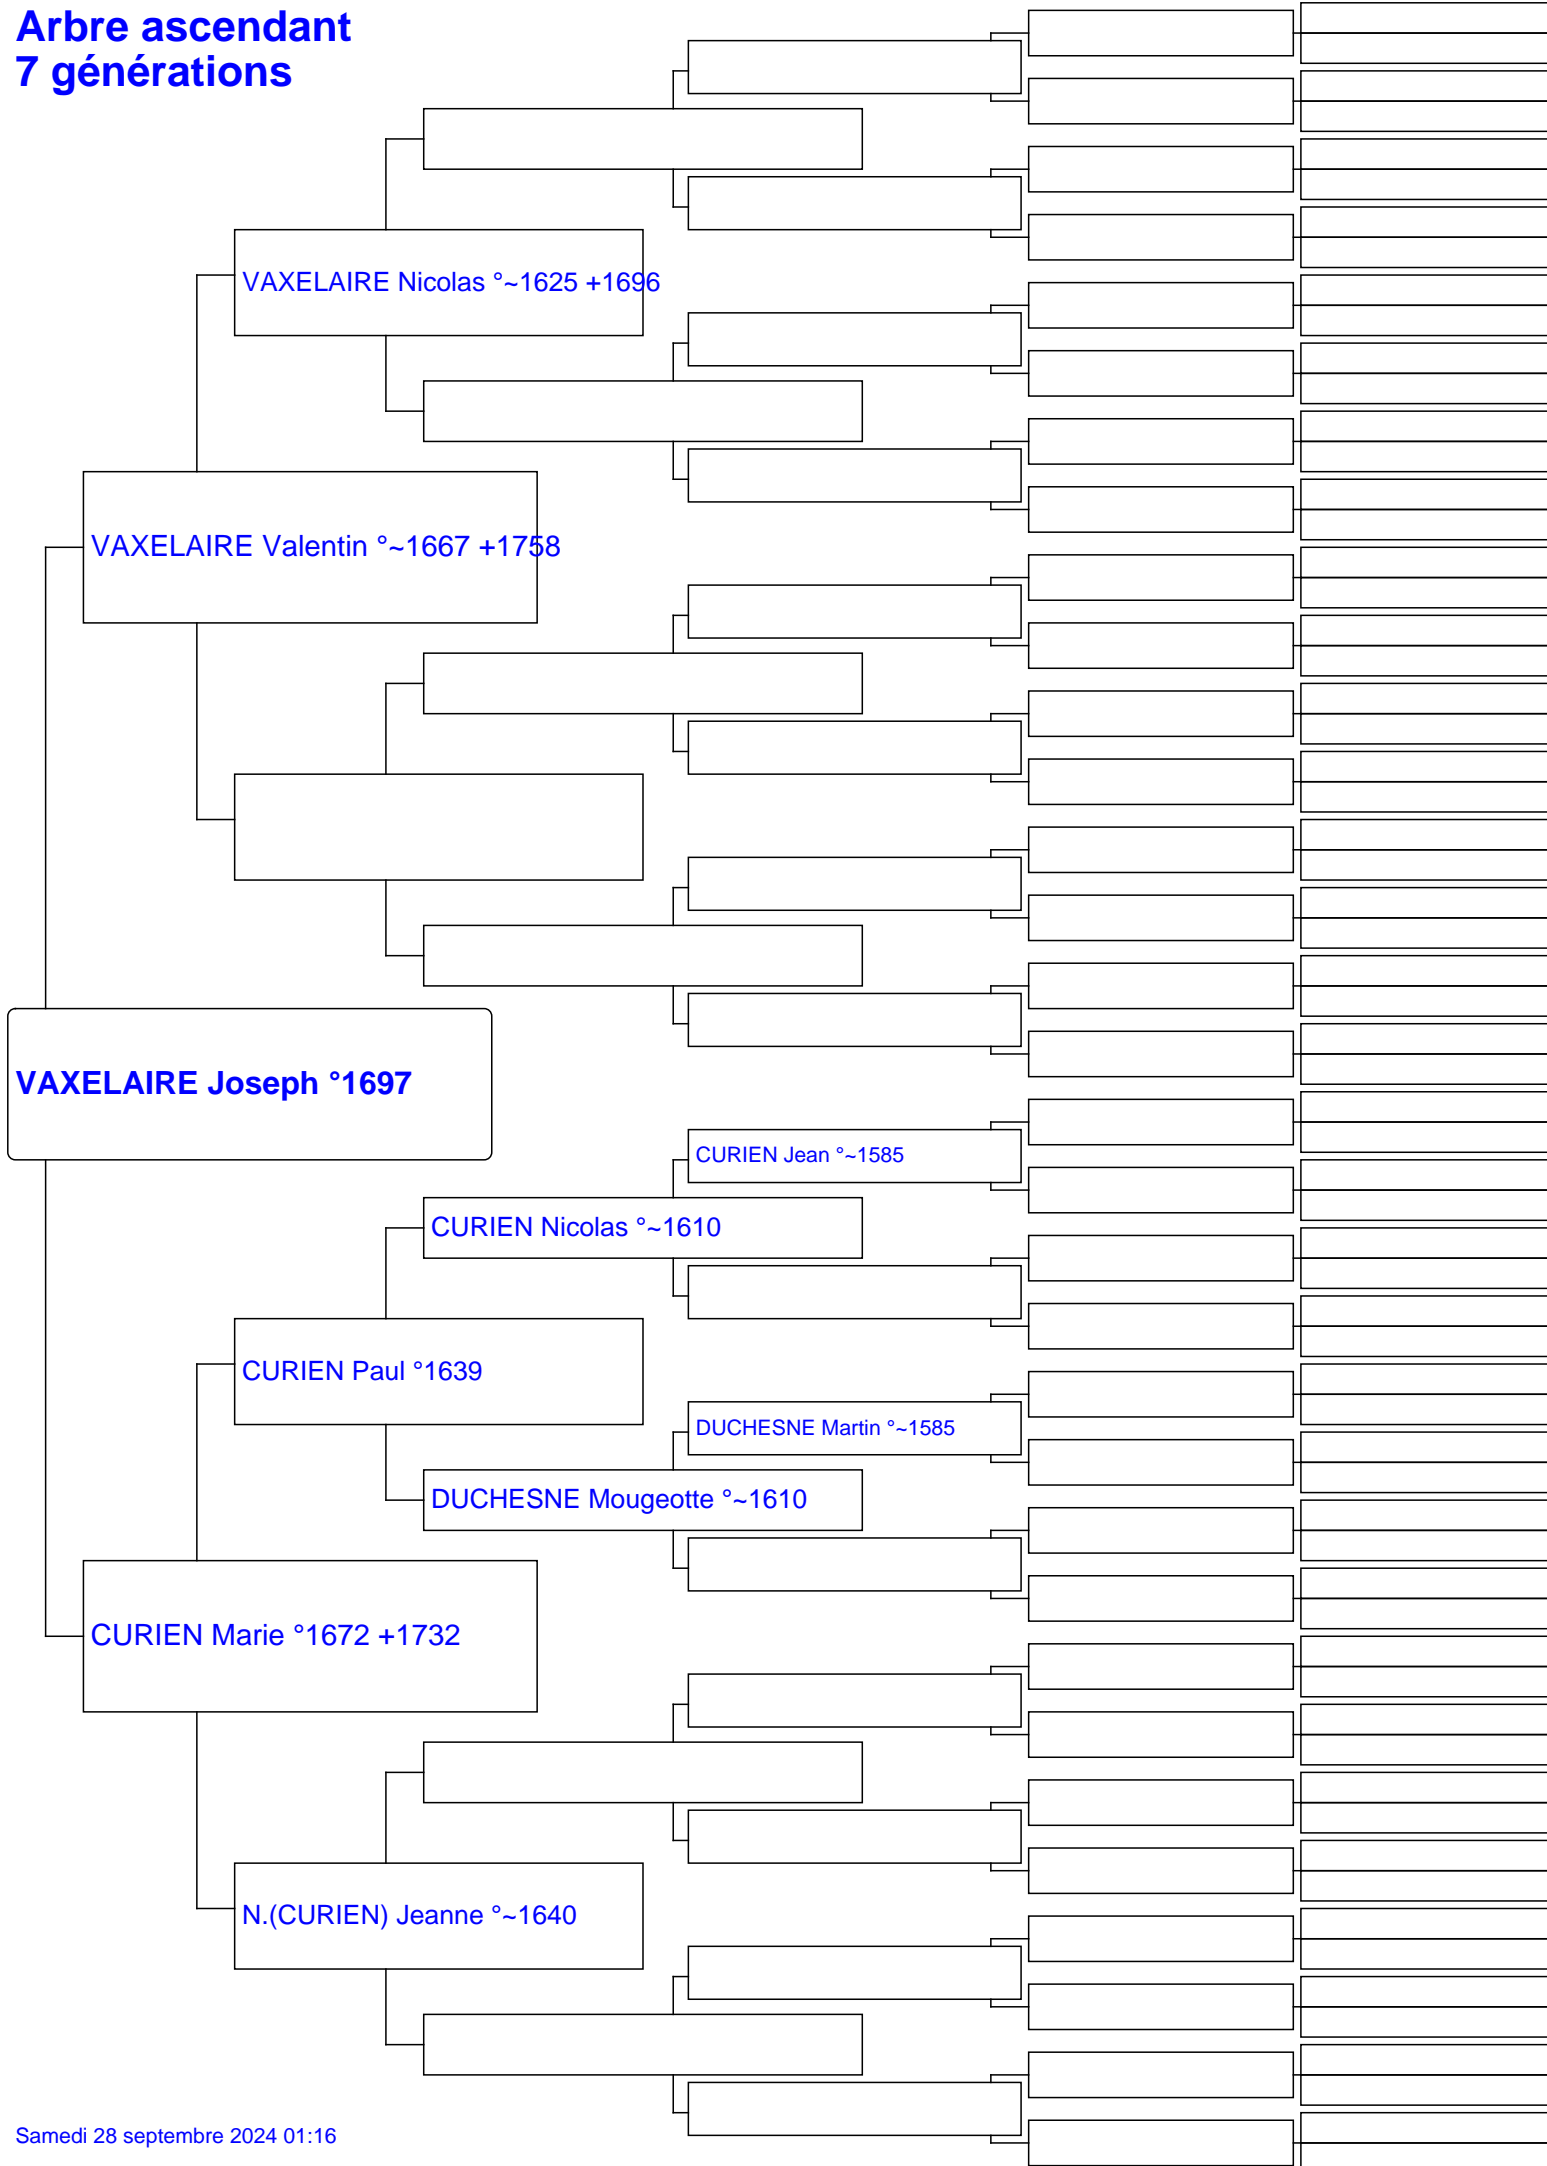 Arbre ascendant
7 générations
VAXELAIRE Nicolas °~1625 +1696
VAXELAIRE Valentin °~1667 +1758
VAXELAIRE Joseph °1697
CURIEN Jean °~1585
CURIEN Nicolas °~1610
CURIEN Paul °1639
DUCHESNE Martin °~1585
DUCHESNE Mougeotte °~1610
CURIEN Marie °1672 +1732
N.(CURIEN) Jeanne °~1640
Samedi 28 septembre 2024 01:16